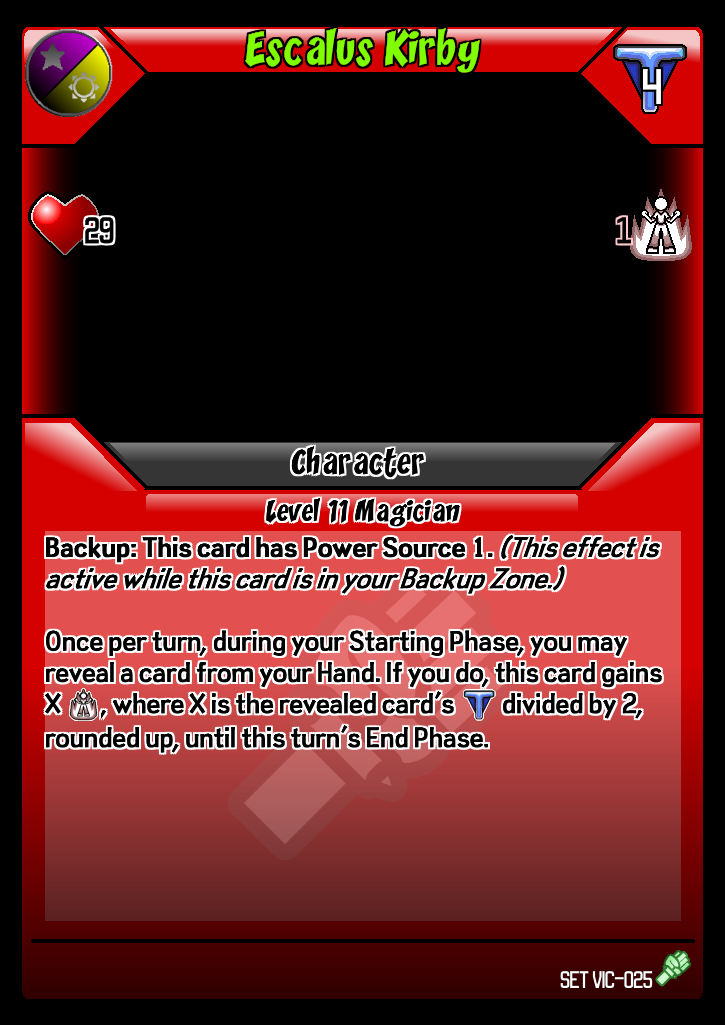 Escalus Kirby
4
29
1
Character
Level 11 Magician
Backup: This card has Power Source 1. (This effect is
active while this card is in your Backup Zone.)
Once per turn, during your Starting Phase, you may
reveal a card from your Hand. If you do, this card gains
X , where X is the revealed card's T divided by 2,
rounded up, until this turn's End Phase.
SET VIC-025